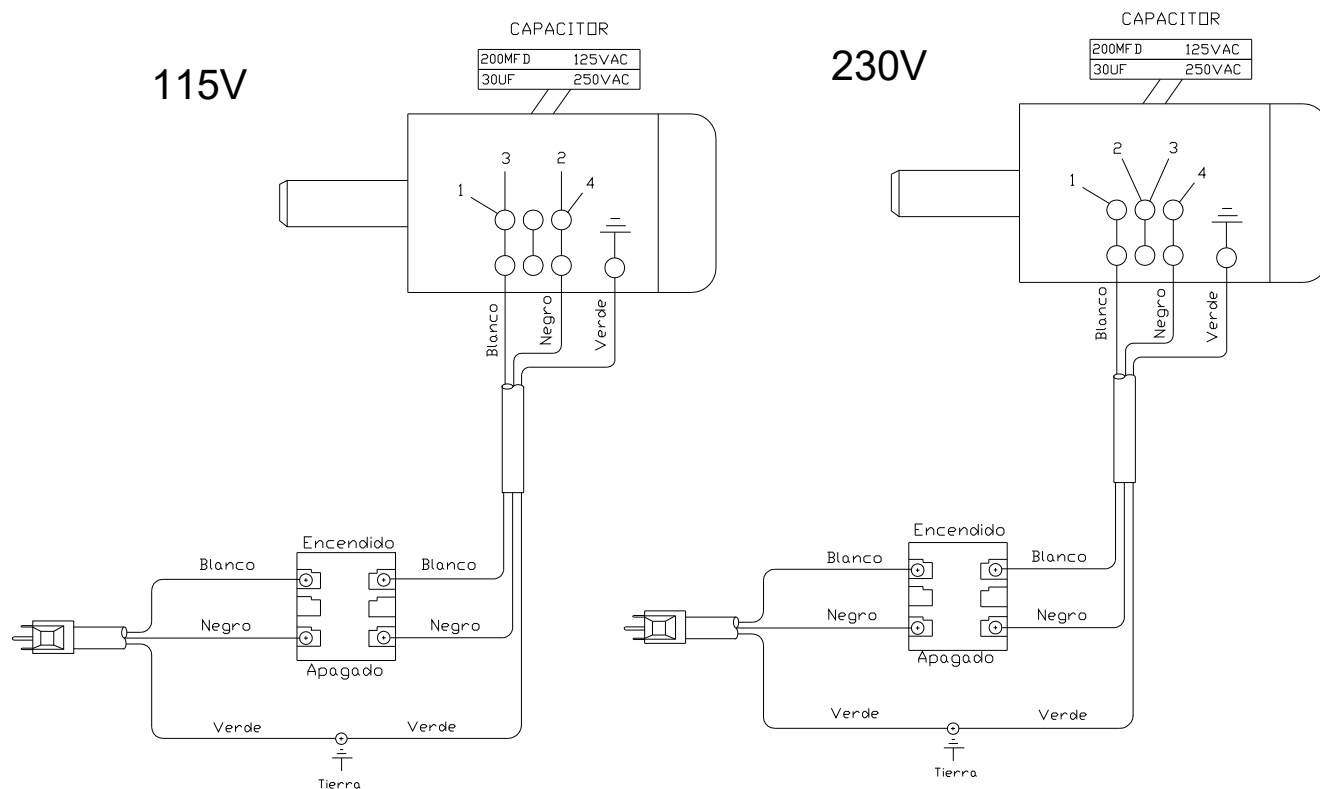 CAPACITOR
200MFD 125VAC
30UF 250VAC
115V
3 2
1 4
Blanco
Negro
Verde
Encendido
Blanco Blanco
Negro Negro
Apagado
Verde Verde
Tierra
CAPACITOR
200MFD 125VAC
30UF 250VAC
230V
2 3
1 4
Blanco
Negro
Verde
Encendido
Blanco Blanco
Negro Negro
Apagado
Verde Verde
Tierra